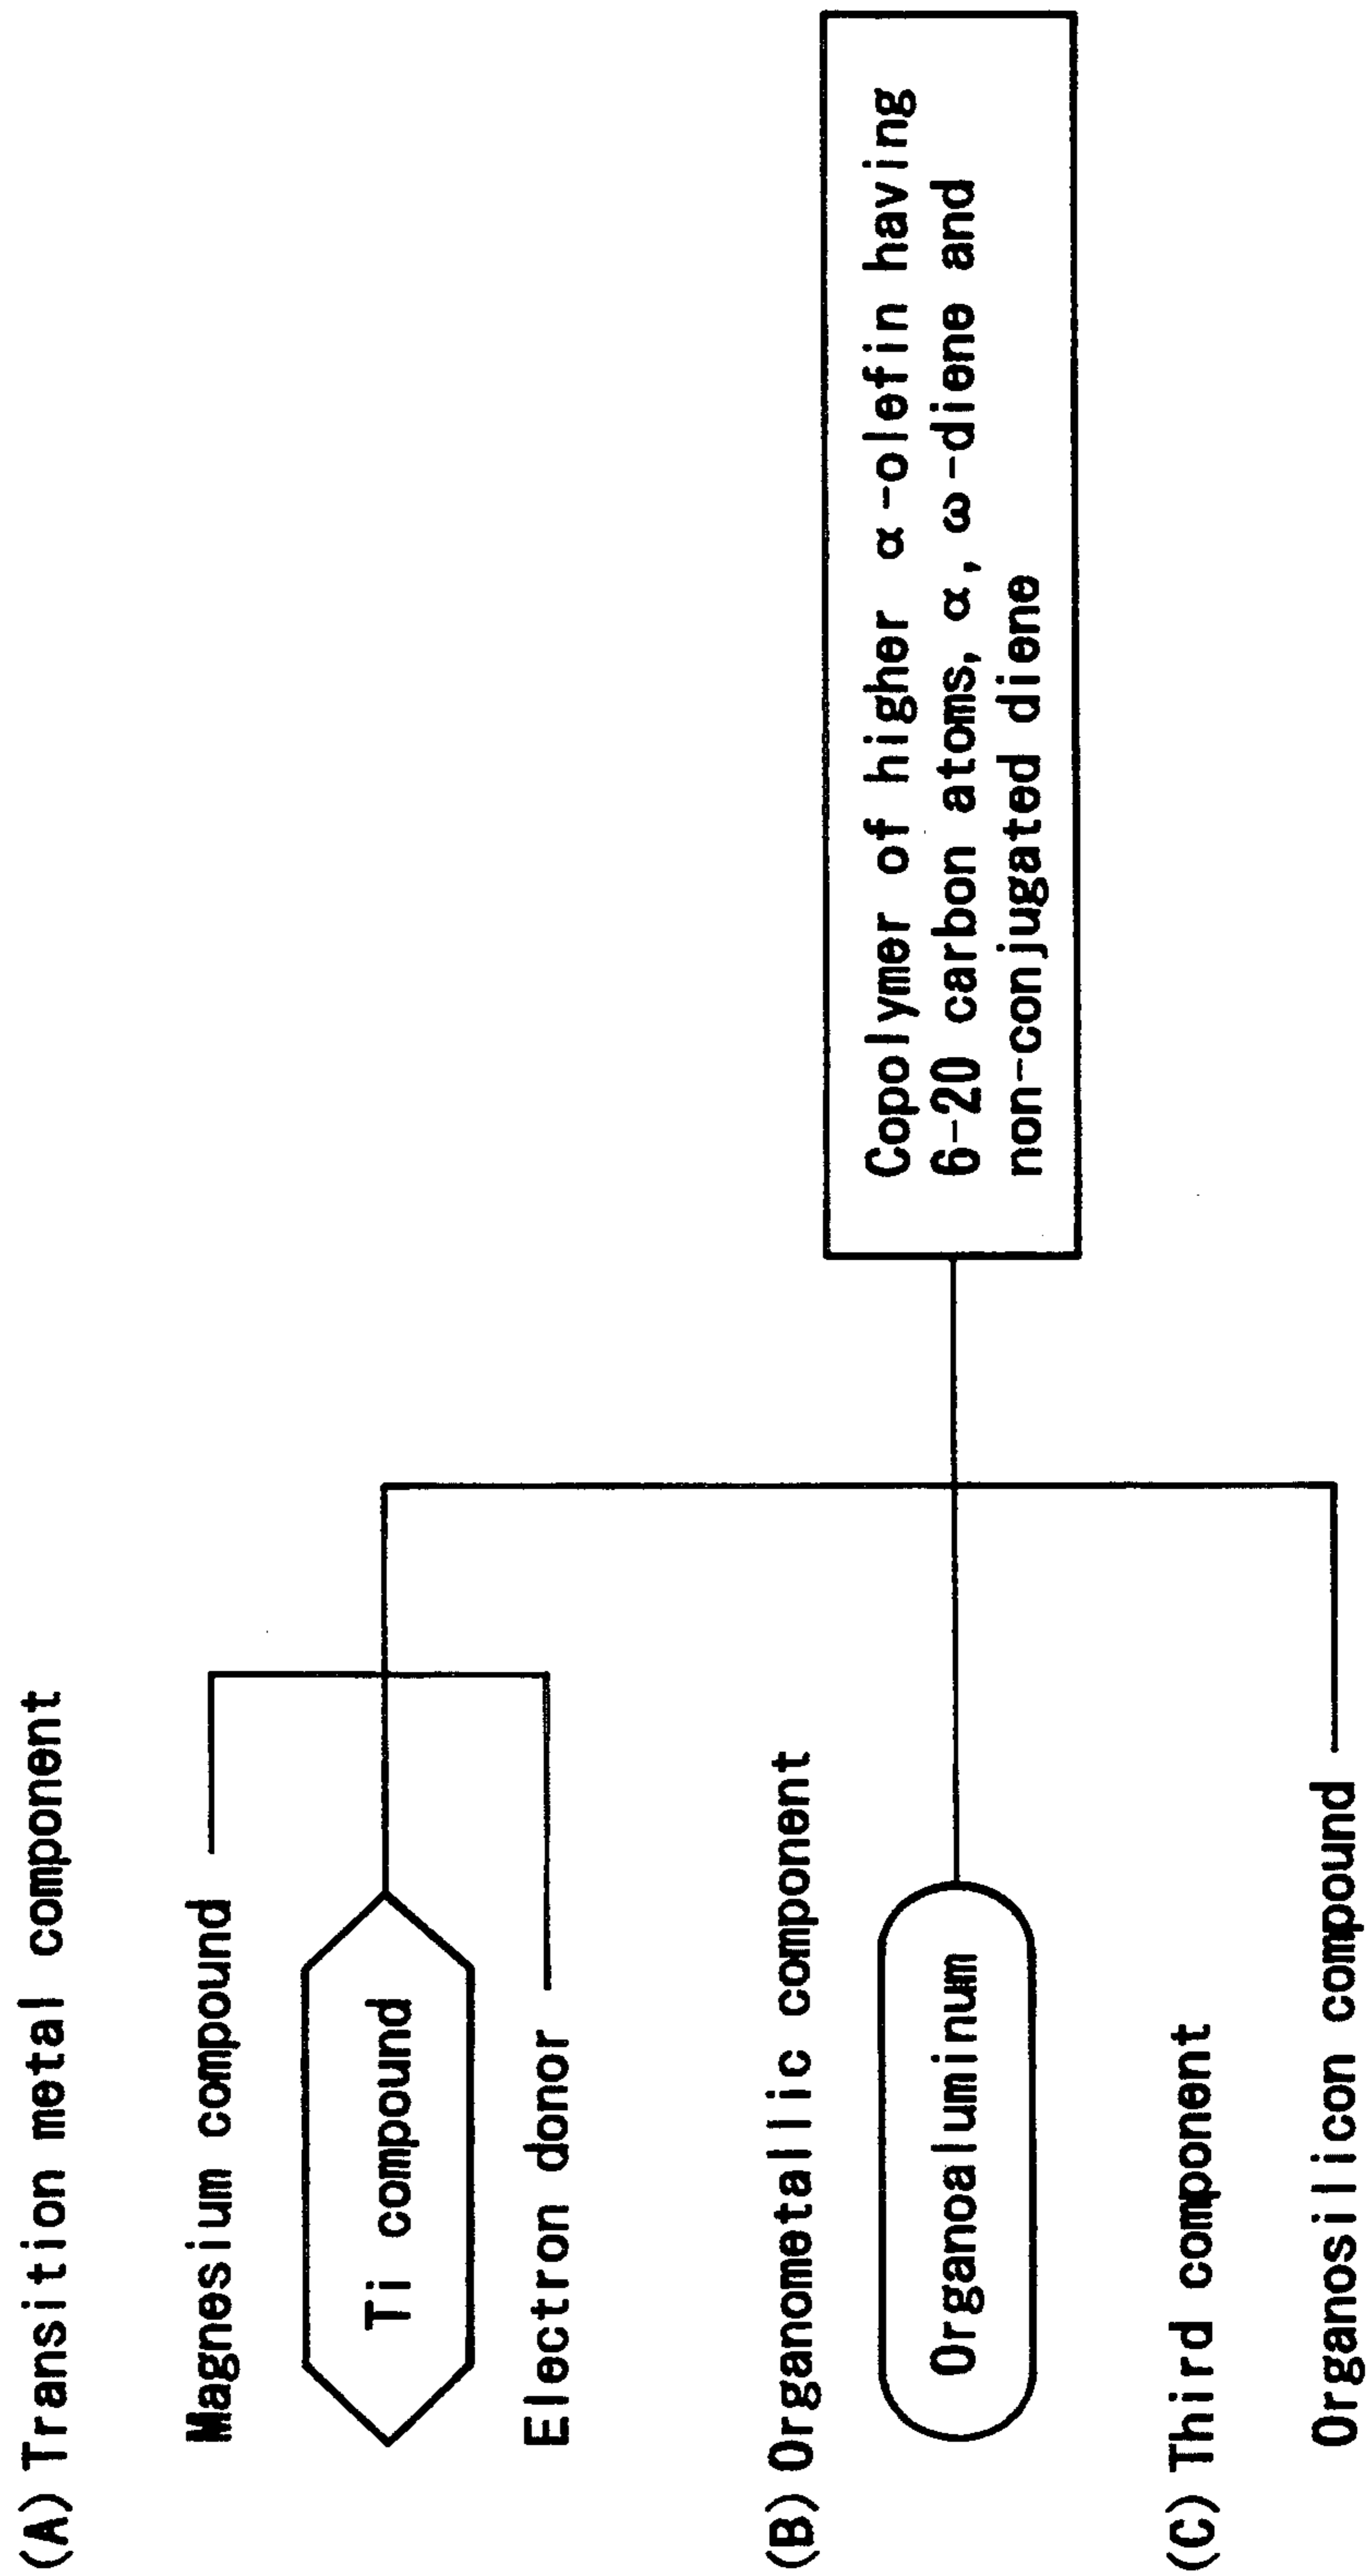 (A) Transition metal component
Magnesium compound
Ti compound
Electron donor
(B) Organometallic component
Organoaluminum
(C) Third component
Organosilicon compound
Copolymer of higher α-olefin having
6-20 carbon atoms, α, ω-diene and
non-conjugated diene